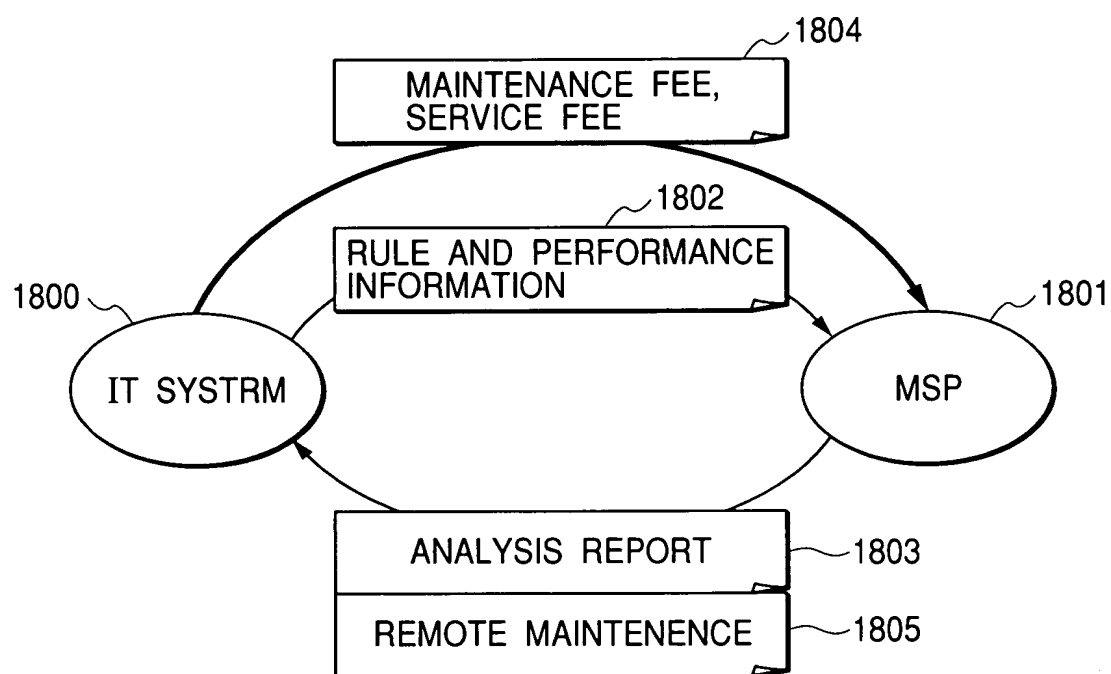 1804
MAINTENANCE FEE,
SERVICE FEE
1802
RULE AND PERFORMANCE
INFORMATION
1800
1801
IT SYSTRM
MSP
ANALYSIS REPORT
1803
REMOTE MAINTENENCE
1805